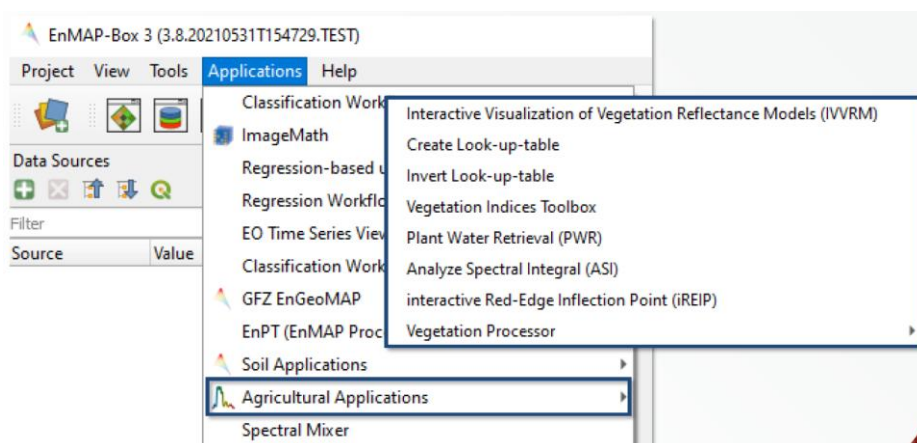 EnMAP-Box 3 (3.8.20210531T154729.TEST)
Project View Tools Applications Help
Data Sources
Filter
Source Value
Classification Work
ImageMath
Regression-based u
Regression Workflo
EO Time Series View
Classification Work
GFZ EnGeoMAP
EnPT (EnMAP Proc
Soil Applications
Agricultural Applications
Spectral Mixer
Interactive Visualization of Vegetation Reflectance Models (IVVRM)
Create Look-up-table
Invert Look-up-table
Vegetation Indices Toolbox
Plant Water Retrieval (PWR)
Analyze Spectral Integral (ASI)
interactive Red-Edge Inflection Point (iREIP)
Vegetation Processor